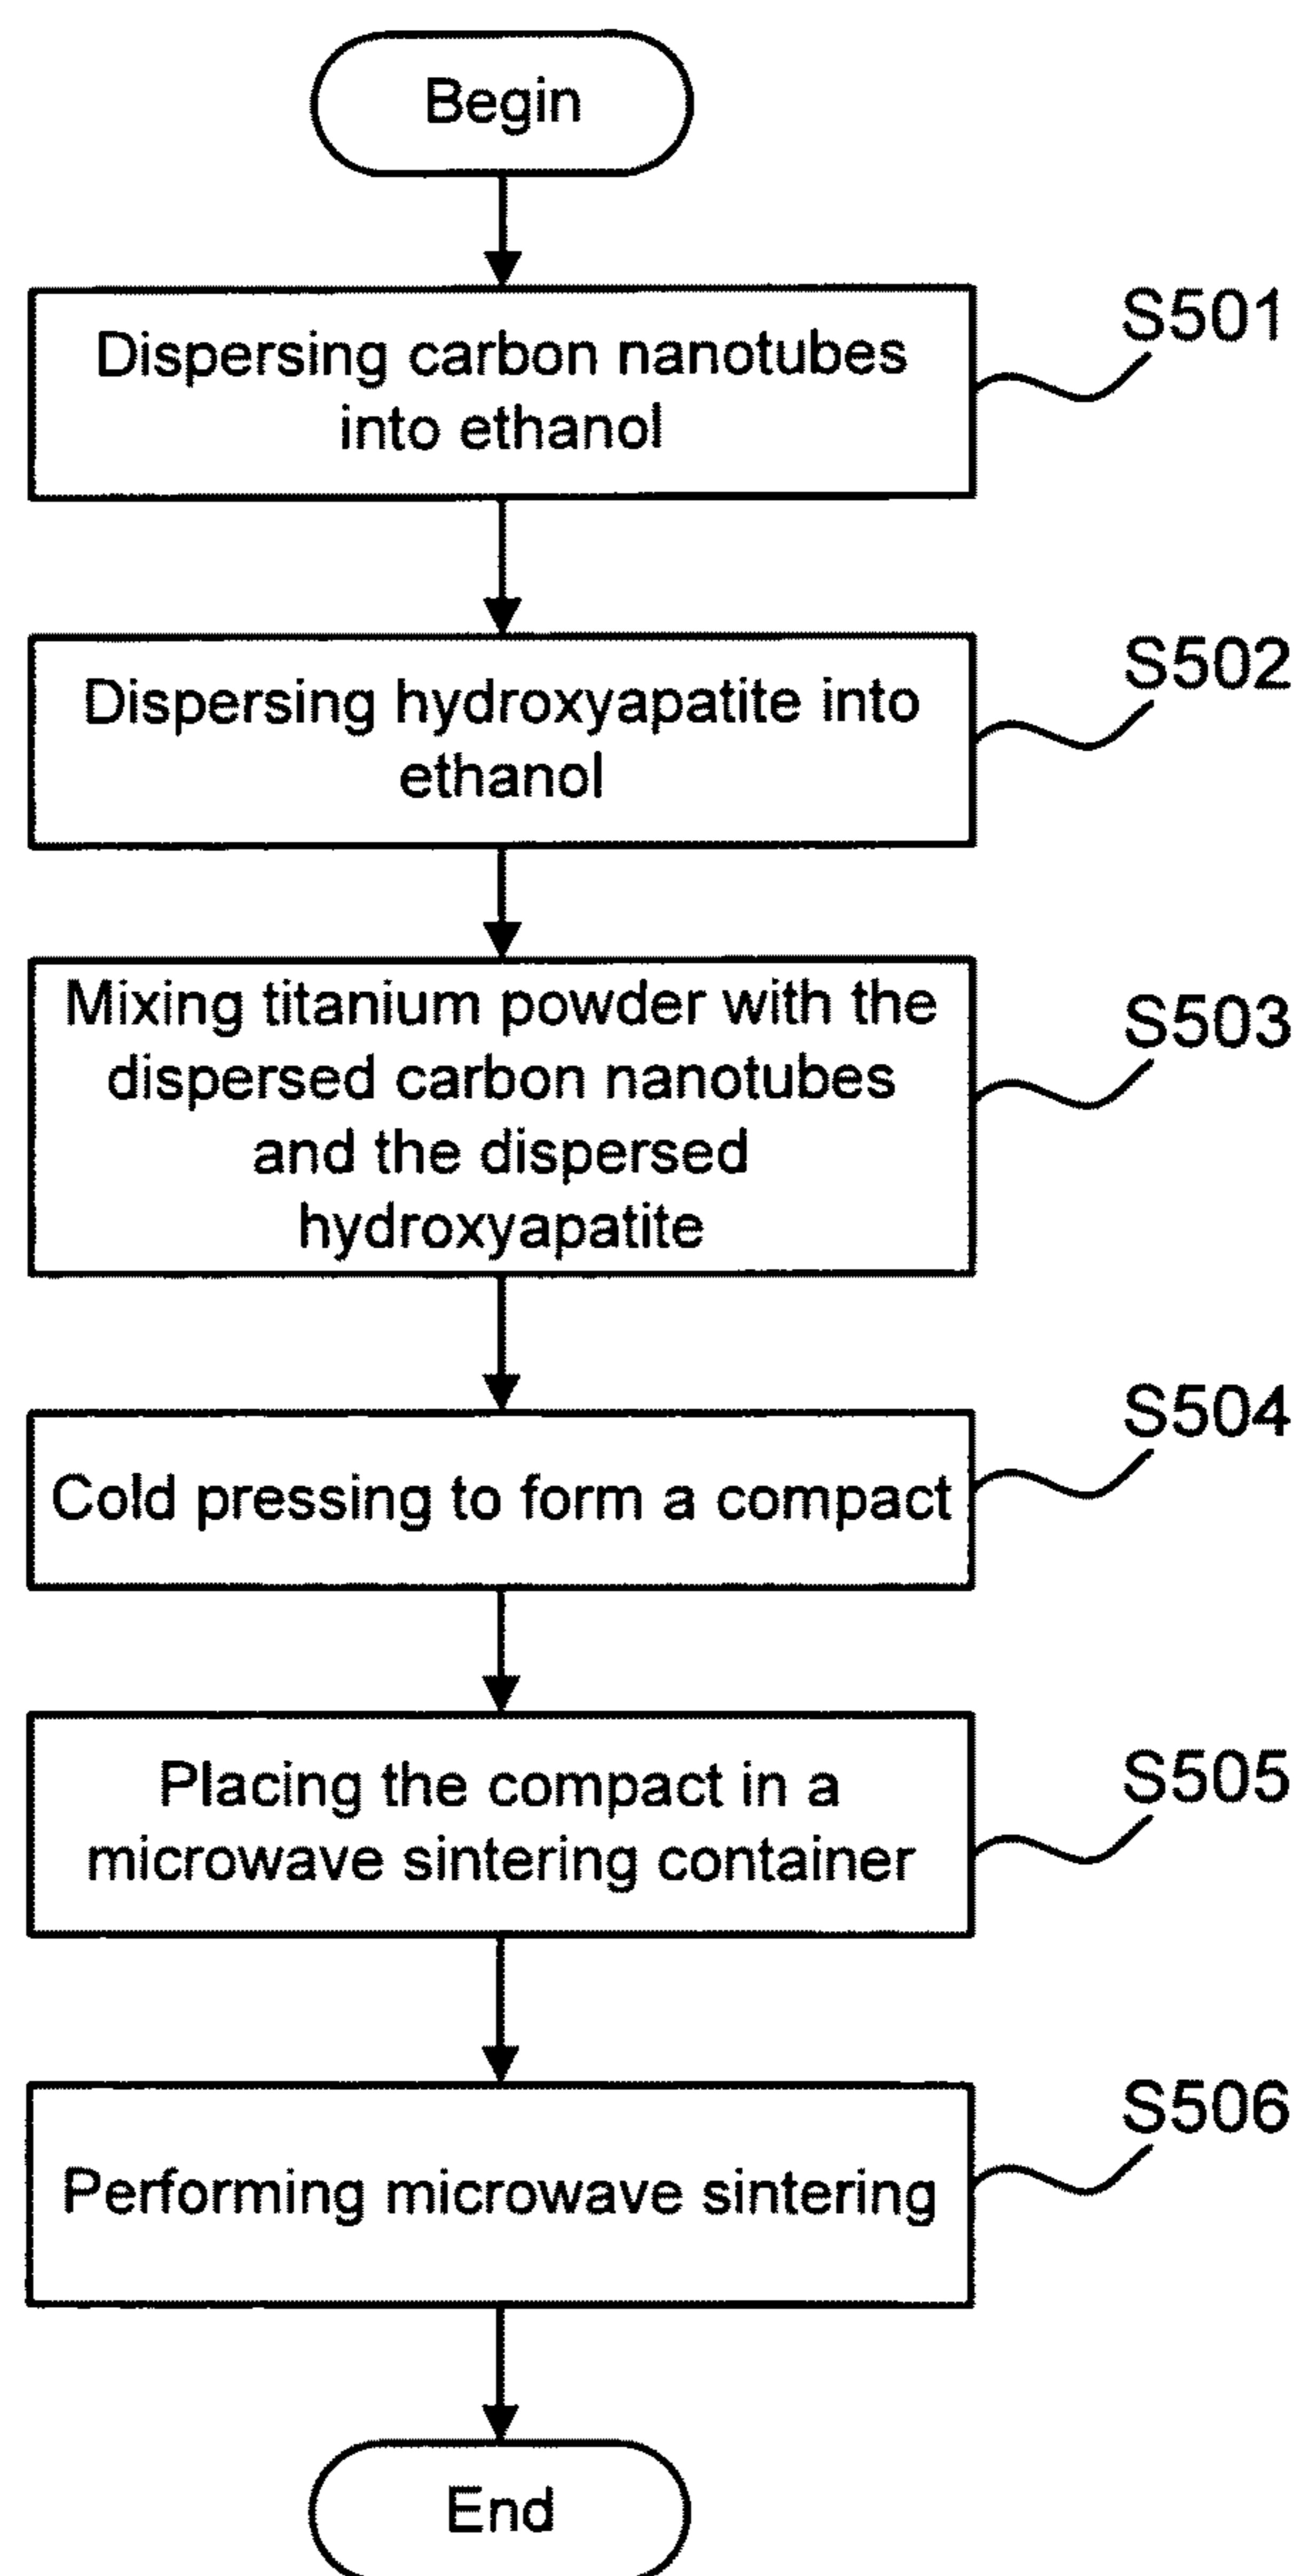 Begin
Dispersing carbon nanotubes
into ethanol
S501
Dispersing hydroxyapatite into
ethanol
S502
Mixing titanium powder with the
dispersed carbon nanotubes
and the dispersed
hydroxyapatite
S503
Cold pressing to form a compact
S504
Placing the compact in a
microwave sintering container
S505
Performing microwave sintering
S506
End